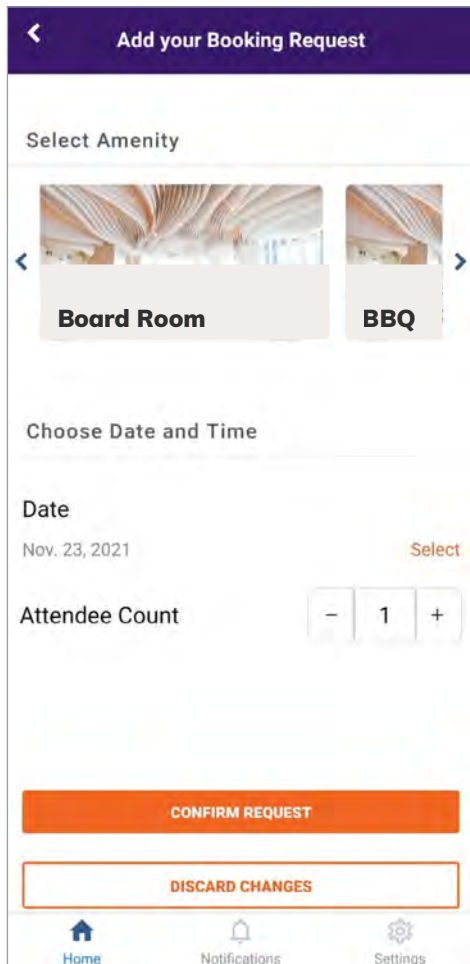 Add your Booking Request
Select Amenity
Board Room
BBQ
Choose Date and Time
Date
Nov. 23, 2021
Select
Attendee Count
- 1 +
CONFIRM REQUEST
DISCARD CHANGES
Home
Notifications
Settings